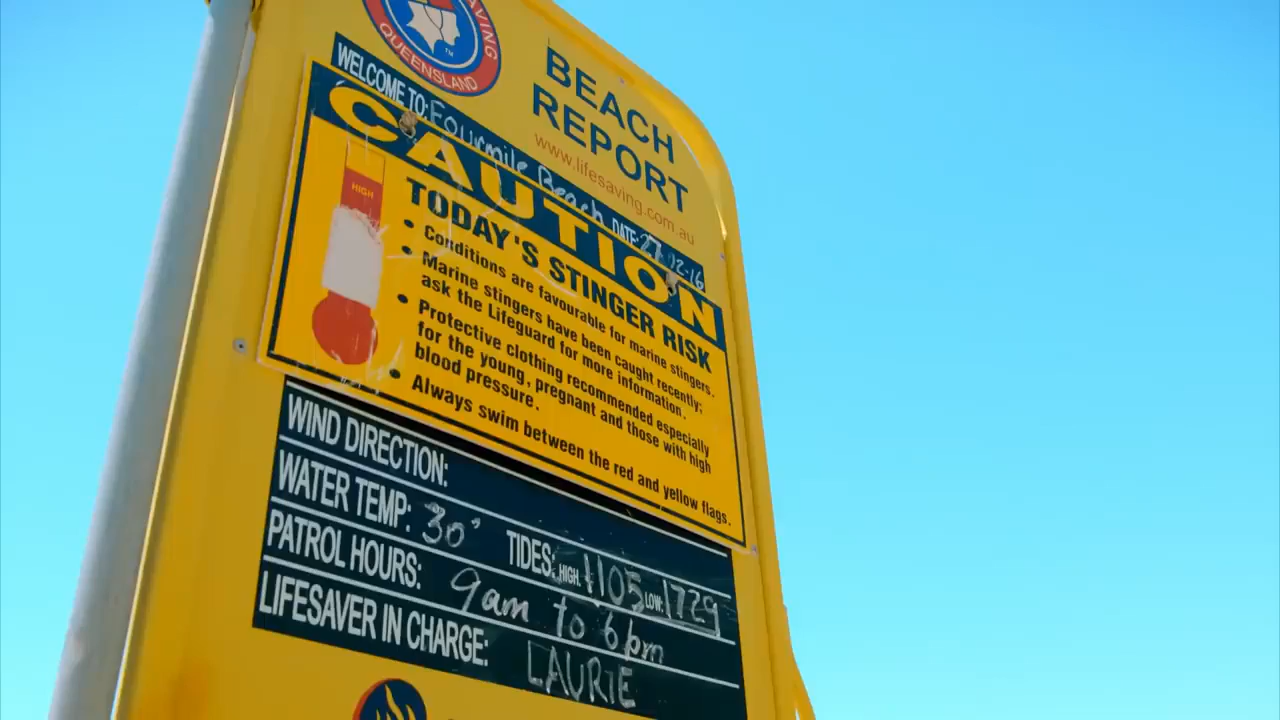 SAVING
QUEENSLAND
TM
BEACH
REPORT
www.lifesaving.com.au
WELCOME TO: Fourmile Beach DATE: 27-02-16
CAUTION
HIGH
TODAY'S STINGER RISK
• Conditions are favourable for marine stingers.
• Marine stingers have been caught recently;
ask the Lifeguard for more information.
• Protective clothing recommended especially
for the young, pregnant and those with high
blood pressure.
• Always swim between the red and yellow flags.
WIND DIRECTION:
WATER TEMP: 30° TIDES: HIGH: 1105 LOW: 1729
PATROL HOURS: 9am to 6pm
LIFESAVER IN CHARGE: LAURIE